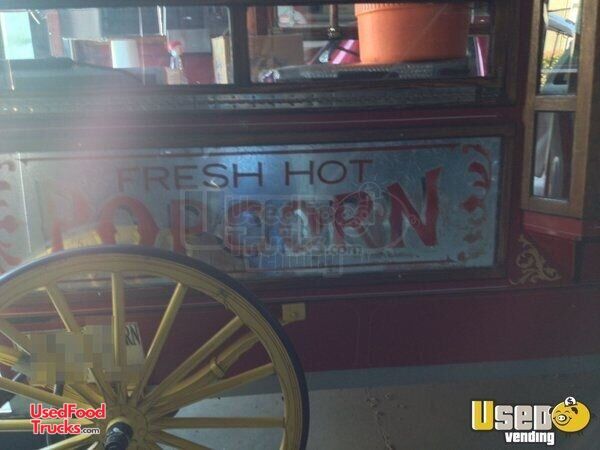 FRESH HOT
POPCORN
UsedFood
Trucks.com
USED
vending